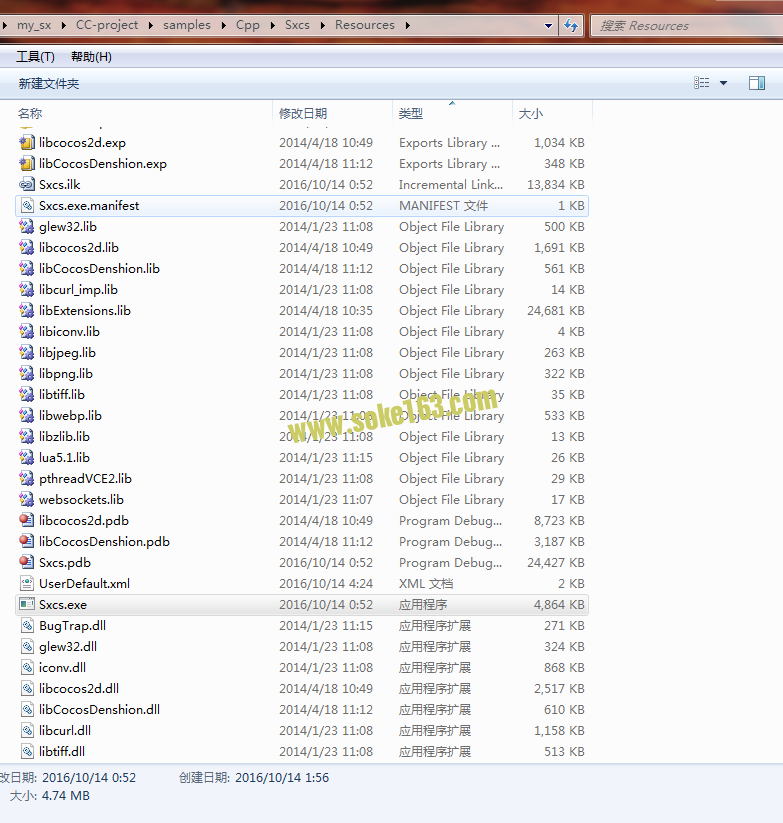 my_sx CC-project samples Cpp Sxcs Resources 搜索 Resources
工具(T) 帮助(H)
新建文件夹
名称 修改日期 类型 大小
libcocos2d.exp 2014/4/18 10:49 Exports Library ... 1,034 KB
libCocosDenshion.exp 2014/4/18 11:12 Exports Library ... 348 KB
Sxcs.ilk 2016/10/14 0:52 Incremental Link... 13,834 KB
Sxcs.exe.manifest 2016/10/14 0:52 MANIFEST 文件 1 KB
glew32.lib 2014/1/23 11:08 Object File Library 500 KB
libcocos2d.lib 2014/4/18 10:49 Object File Library 1,691 KB
libCocosDenshion.lib 2014/4/18 11:12 Object File Library 561 KB
libcurl_imp.lib 2014/1/23 11:08 Object File Library 14 KB
libExtensions.lib 2014/4/18 10:35 Object File Library 24,681 KB
libiconv.lib 2014/1/23 11:08 Object File Library 4 KB
libjpeg.lib 2014/1/23 11:08 Object File Library 263 KB
libpng.lib 2014/1/23 11:08 Object File Library 322 KB
libtiff.lib 2014/1/23 11:08 Object File Library 35 KB
libwebp.lib 2014/1/23 11:08 Object File Library 533 KB
www.soke163.com
libzlib.lib 2014/1/23 11:08 Object File Library 13 KB
lua5.1.lib 2014/1/23 11:15 Object File Library 26 KB
pthreadVCE2.lib 2014/1/23 11:08 Object File Library 29 KB
websockets.lib 2014/1/23 11:07 Object File Library 17 KB
libcocos2d.pdb 2014/4/18 10:49 Program Debug... 8,723 KB
libCocosDenshion.pdb 2014/4/18 11:12 Program Debug... 3,187 KB
Sxcs.pdb 2016/10/14 0:52 Program Debug... 24,427 KB
UserDefault.xml 2016/10/14 4:24 XML 文档 2 KB
Sxcs.exe 2016/10/14 0:52 应用程序 4,864 KB
BugTrap.dll 2014/1/23 11:15 应用程序扩展 271 KB
glew32.dll 2014/1/23 11:08 应用程序扩展 324 KB
iconv.dll 2014/1/23 11:08 应用程序扩展 868 KB
libcocos2d.dll 2014/4/18 10:49 应用程序扩展 2,517 KB
libCocosDenshion.dll 2014/4/18 11:12 应用程序扩展 610 KB
libcurl.dll 2014/1/23 11:08 应用程序扩展 1,158 KB
libtiff.dll 2014/1/23 11:08 应用程序扩展 513 KB
改日期: 2016/10/14 0:52 创建日期: 2016/10/14 1:56
大小: 4.74 MB